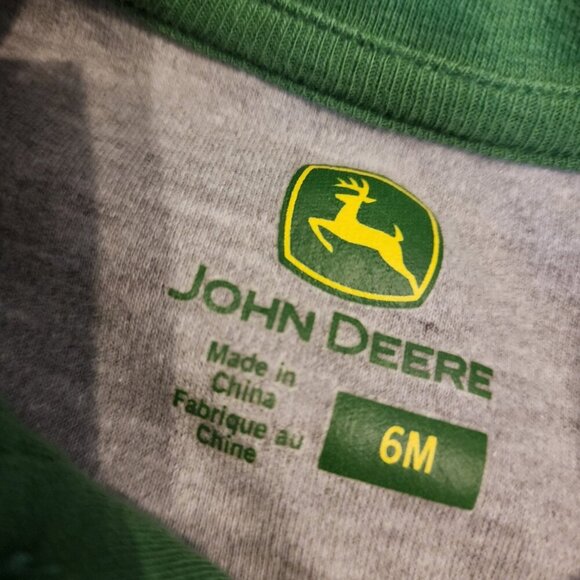 JOHN DEERE
Made in
China
Fabrique au
Chine
6M